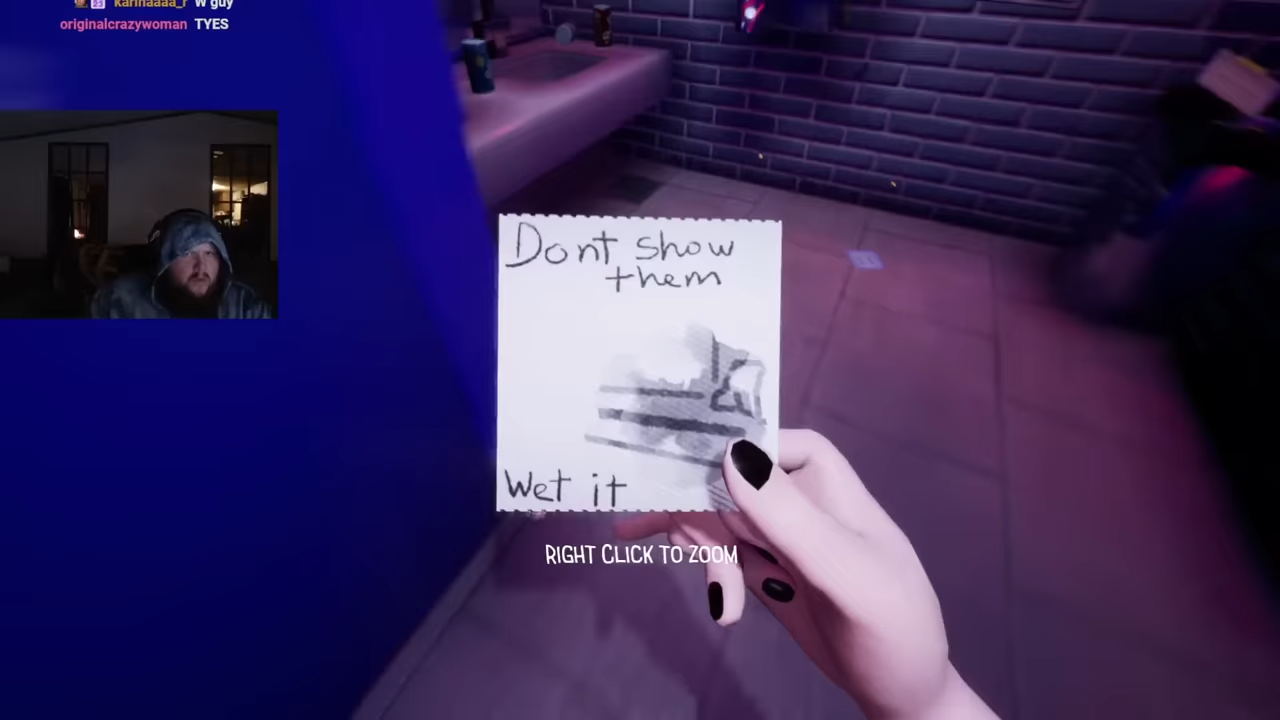 karinaaaa_r W guy
originalcrazywoman TYES
Dont show
them
Wet it
RIGHT CLICK TO ZOOM